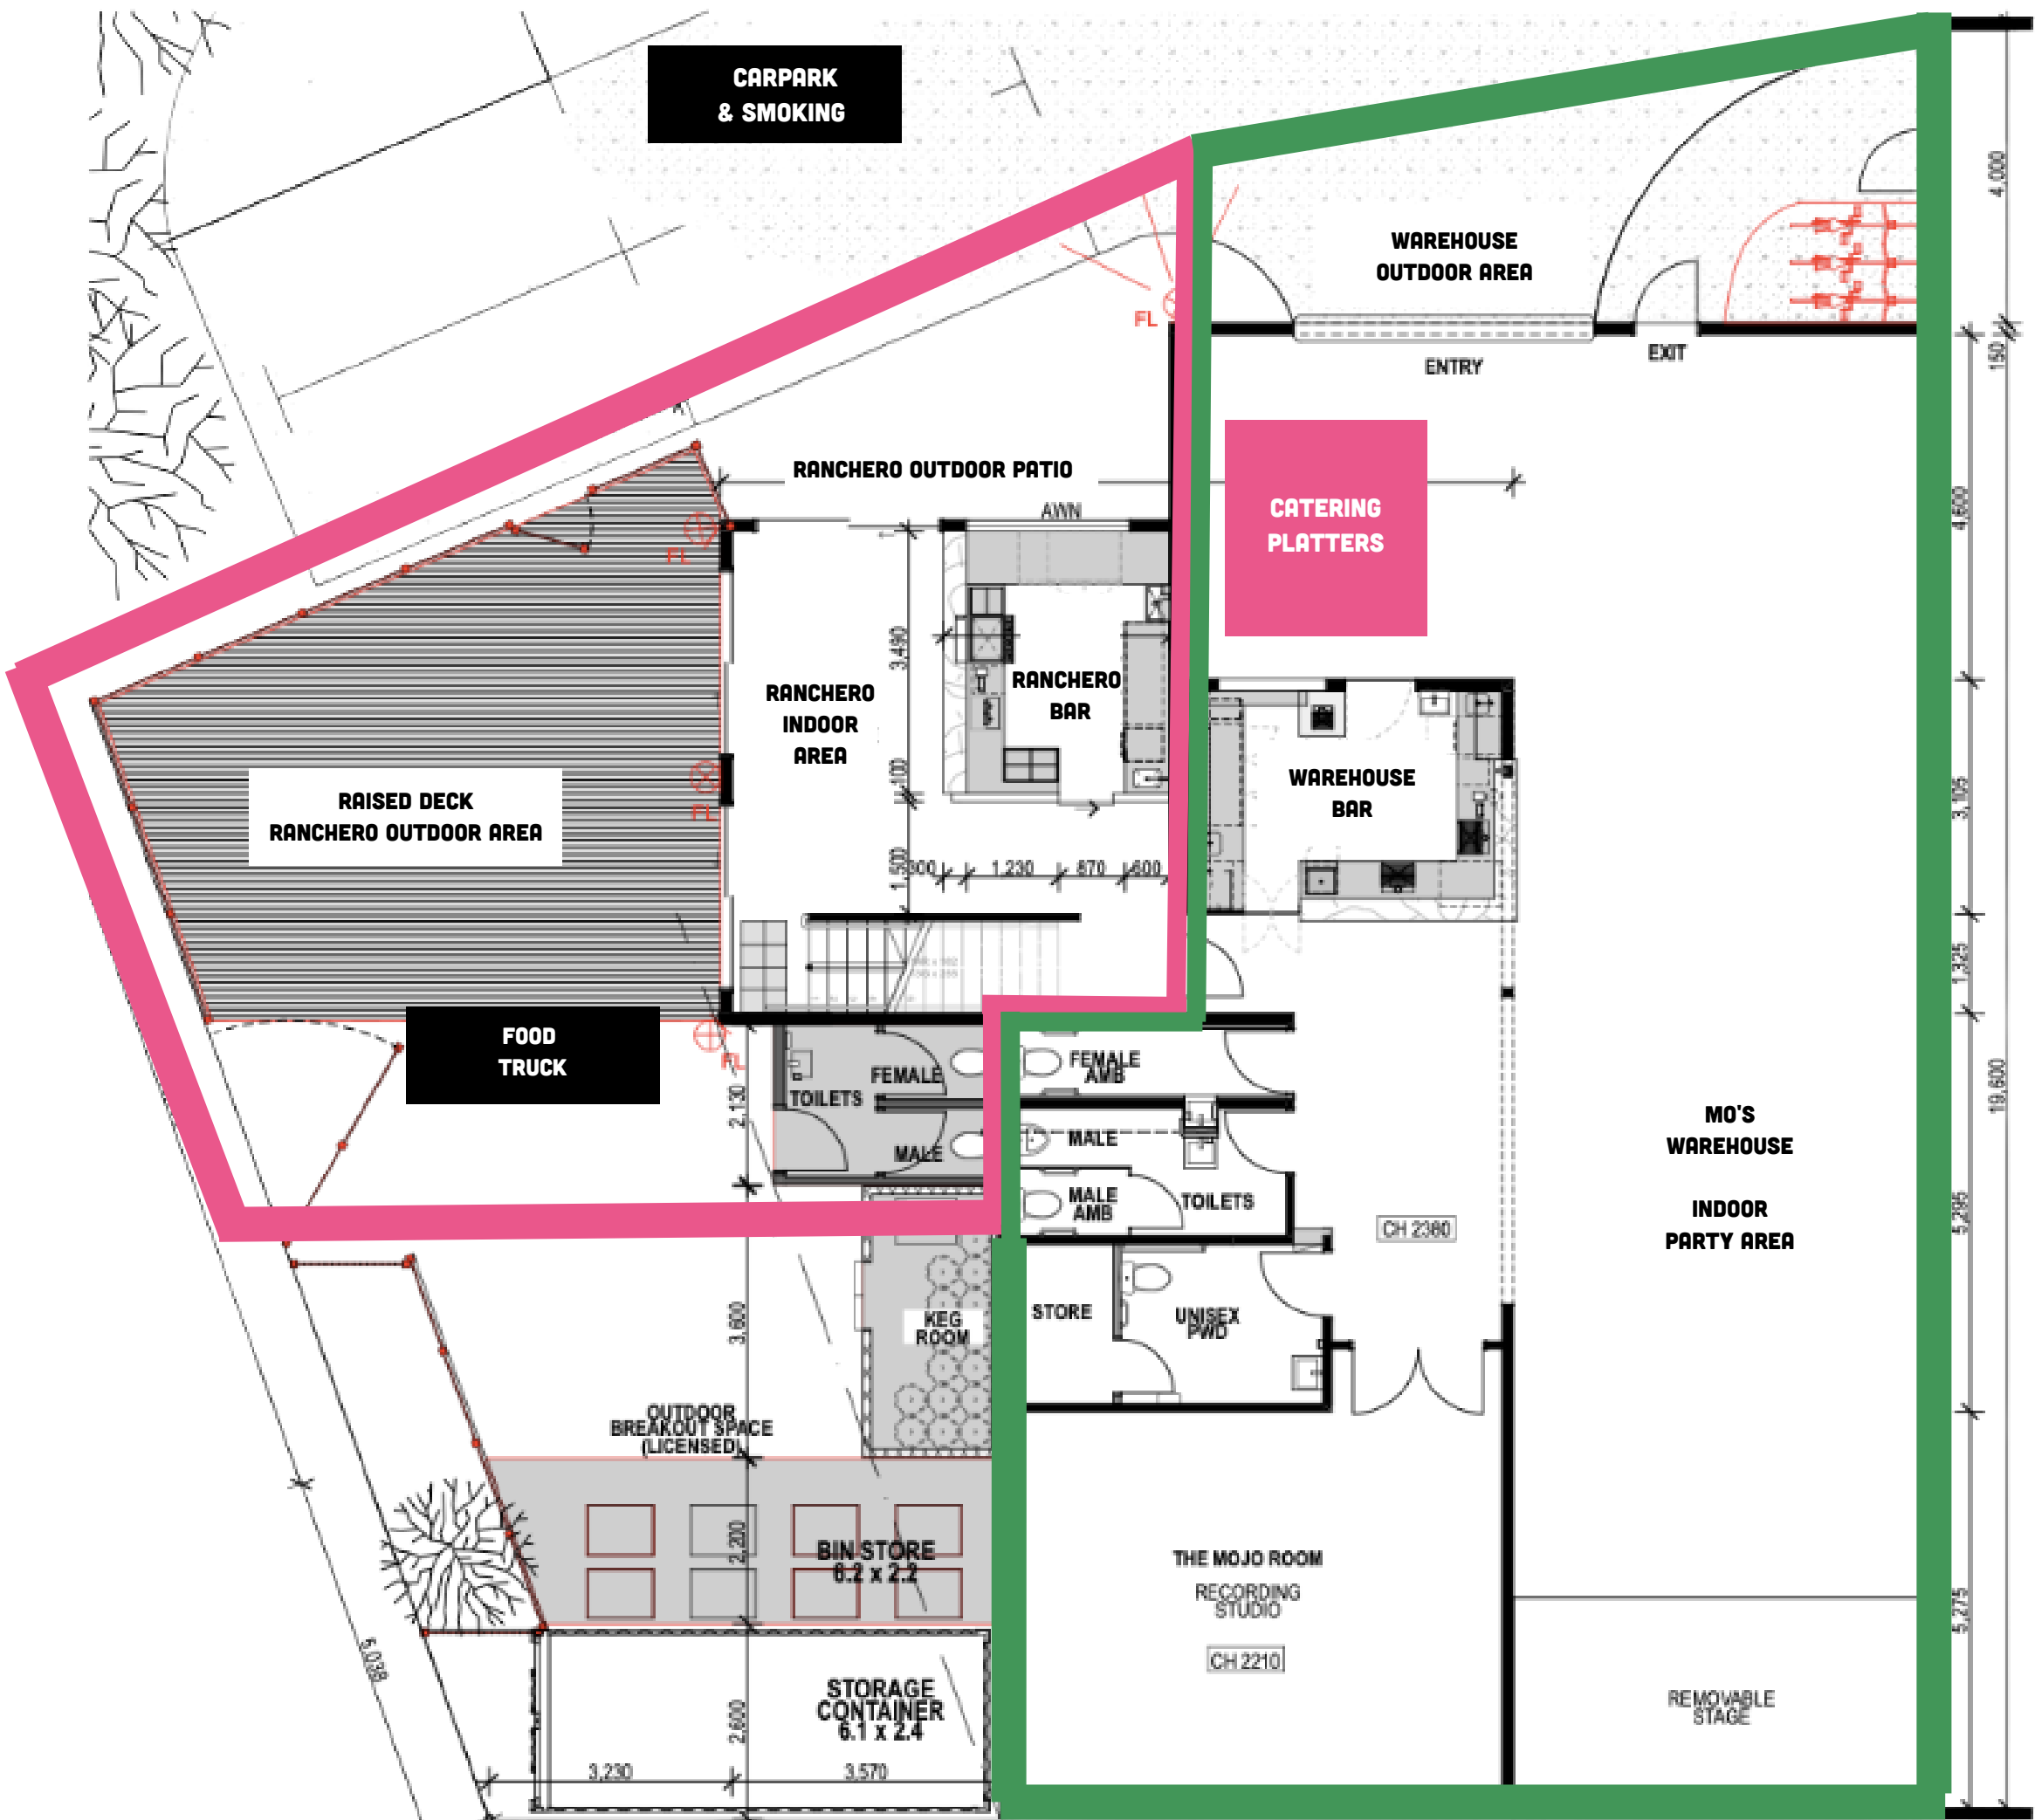 CARPARK
& SMOKING
WAREHOUSE
OUTDOOR AREA
4,000
FL
ENTRY
EXIT
150
RANCHERO OUTDOOR PATIO
AWN
CATERING
PLATTERS
4,600
FL
3,490
RANCHERO
INDOOR
AREA
RANCHERO
BAR
100
WAREHOUSE
BAR
3,105
RAISED DECK
RANCHERO OUTDOOR AREA
FL
1,500
300
1,230
870
600
1,325
FOOD
TRUCK
FL
2,130
TOILETS
FEMALE
MALE
FEMALE
AMB
MALE
MALE
AMB
TOILETS
19,600
MO'S
WAREHOUSE
INDOOR
PARTY AREA
5,295
CH 2380
3,600
KEG
ROOM
STORE
UNISEX
PWD
OUTDOOR
BREAKOUT SPACE
(LICENSED)
2,200
BIN STORE
6.2 x 2.2
THE MOJO ROOM
RECORDING
STUDIO
CH 2210
5,275
REMOVABLE
STAGE
STORAGE
CONTAINER
6.1 x 2.4
2,600
3,230
3,570